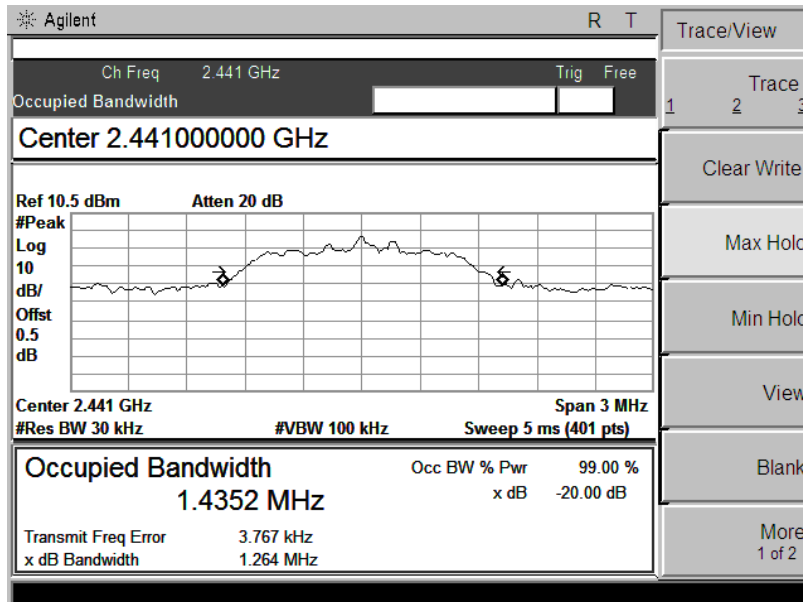 Agilent R T
Ch Freq 2.441 GHz Trig Free
Occupied Bandwidth
Center 2.441000000 GHz
Ref 10.5 dBm Atten 20 dB
#Peak
Log
10
dB/
Offst
0.5
dB
Center 2.441 GHz Span 3 MHz
#Res BW 30 kHz #VBW 100 kHz Sweep 5 ms (401 pts)
Occupied Bandwidth Occ BW % Pwr 99.00 %
1.4352 MHz x dB -20.00 dB
Transmit Freq Error 3.767 kHz
x dB Bandwidth 1.264 MHz
Trace/View
Trace
1 2 3
Clear Write
Max Hold
Min Hold
View
Blank
More
1 of 2